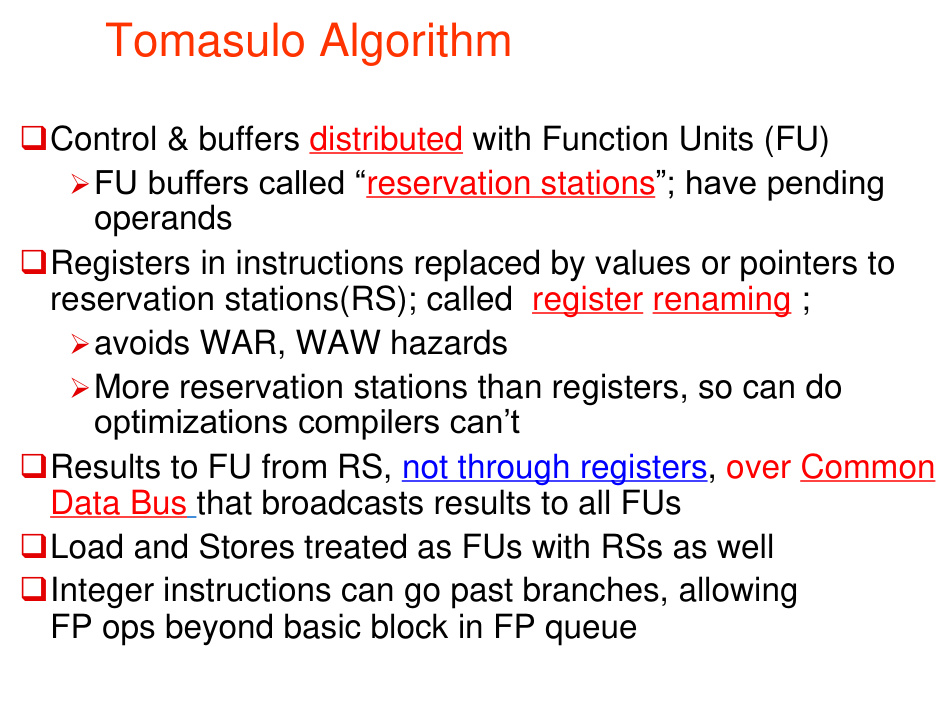 Tomasulo Algorithm
❑Control & buffers distributed with Function Units (FU)
➢FU buffers called “reservation stations”; have pending
operands
❑Registers in instructions replaced by values or pointers to
reservation stations(RS); called register renaming ;
➢avoids WAR, WAW hazards
➢More reservation stations than registers, so can do
optimizations compilers can’t
❑Results to FU from RS, not through registers, over Common
Data Bus that broadcasts results to all FUs
❑Load and Stores treated as FUs with RSs as well
❑Integer instructions can go past branches, allowing
FP ops beyond basic block in FP queue